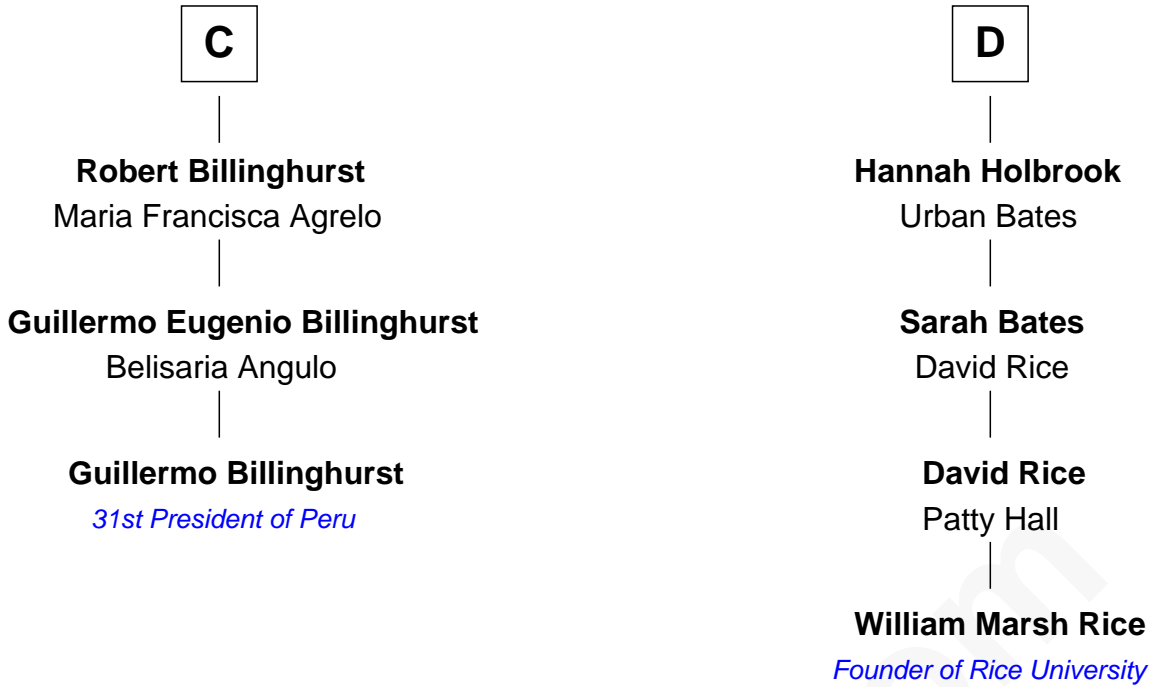 C
Robert Billinghurst
Maria Francisca Agrelo
Guillermo Eugenio Billinghurst
Belisaria Angulo
Guillermo Billinghurst
31st President of Peru
D
Hannah Holbrook
Urban Bates
Sarah Bates
David Rice
David Rice
Patty Hall
William Marsh Rice
Founder of Rice University